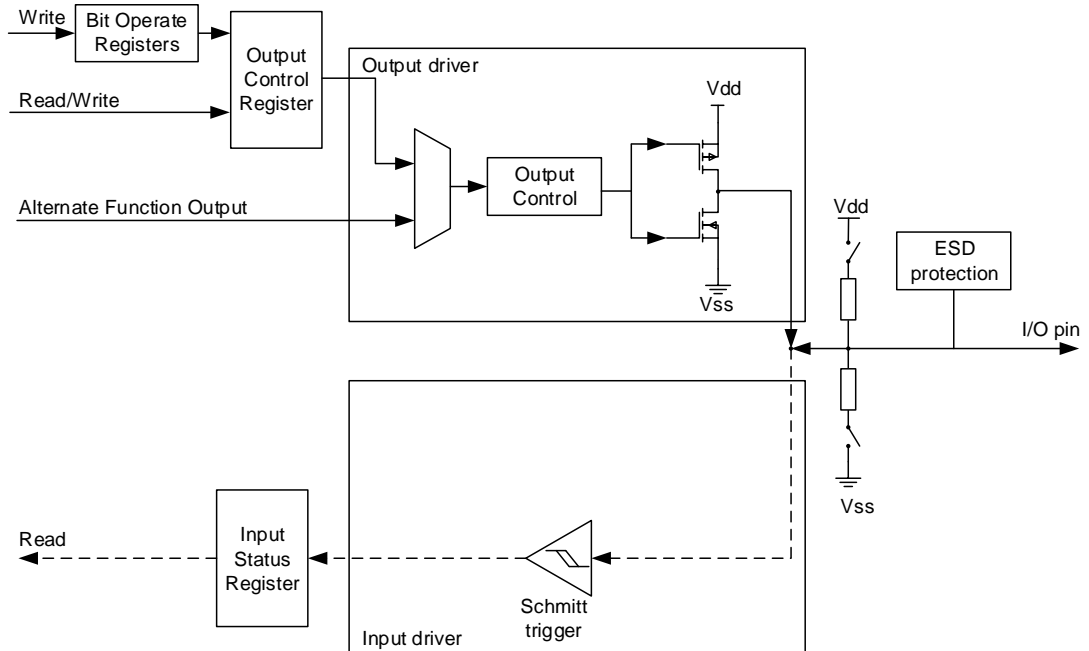 Write
Bit Operate
Registers
Output
Control
Register
Read/Write
Alternate Function Output
Output driver
Vdd
Output
Control
Vss
Vdd
ESD
protection
I/O pin
Vss
Read
Input
Status
Register
Schmitt
trigger
Input driver